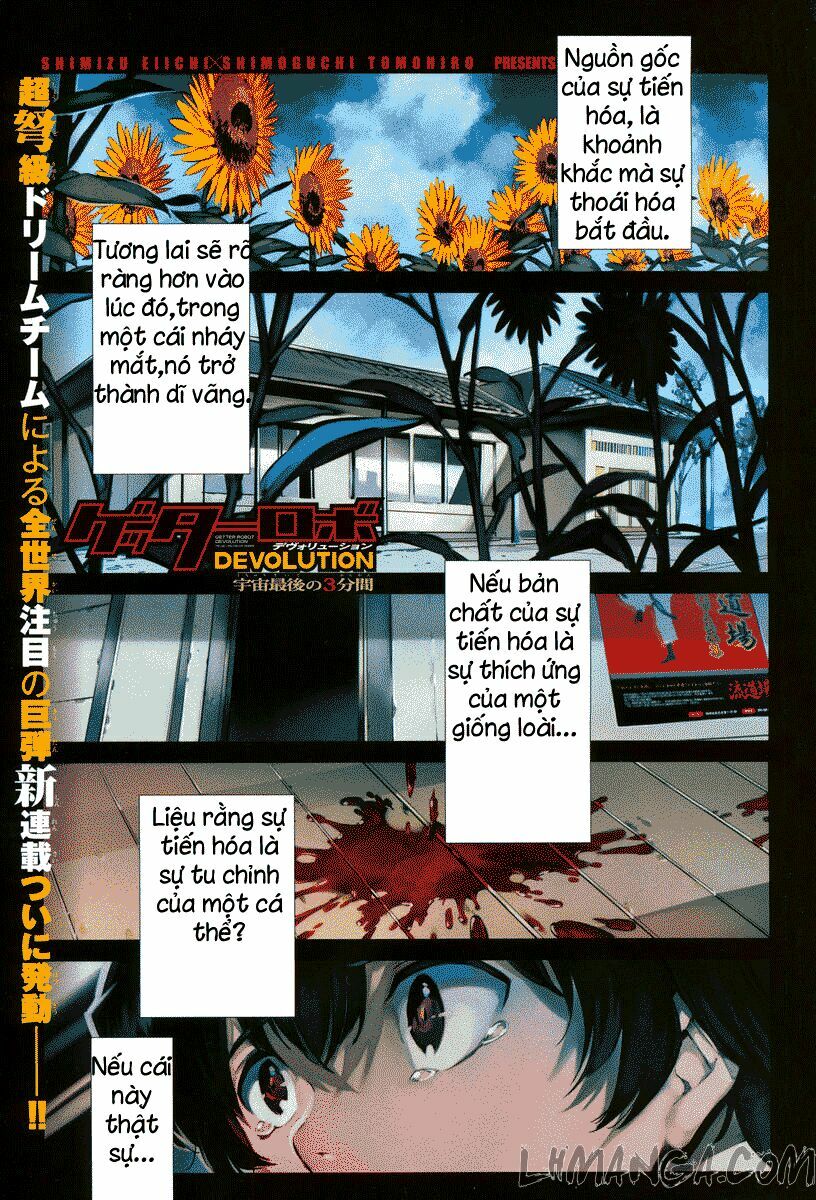 SHIMIZU EIICHI×SHIMOGUCHI TOMOHIRO PRESENTS
超弩級ドリームチームによる全世界注目の巨弾新連載ついに発動――!!
Nguồn gốc
của sự tiến
hóa, là
khoảnh
khắc mà sự
thoái hóa
bắt đầu.
Tương lai sẽ rõ
ràng hơn vào
lúc đó,trong
một cái nháy
mắt,nó trở
thành dĩ vãng.
ゲッターロボ
GETTER ROBOT
DEVOLUTION
デヴォリューション
DEVOLUTION
宇宙最後の3分間
Nếu bản
chất của sự
tiến hóa là
sự thích ứng
của một
giống loài...
道場
流道場
Liệu rằng sự
tiến hóa là
sự tu chỉnh
của một cá
thể?
Nếu cái
này thật
sự...
LHMANGA.COM